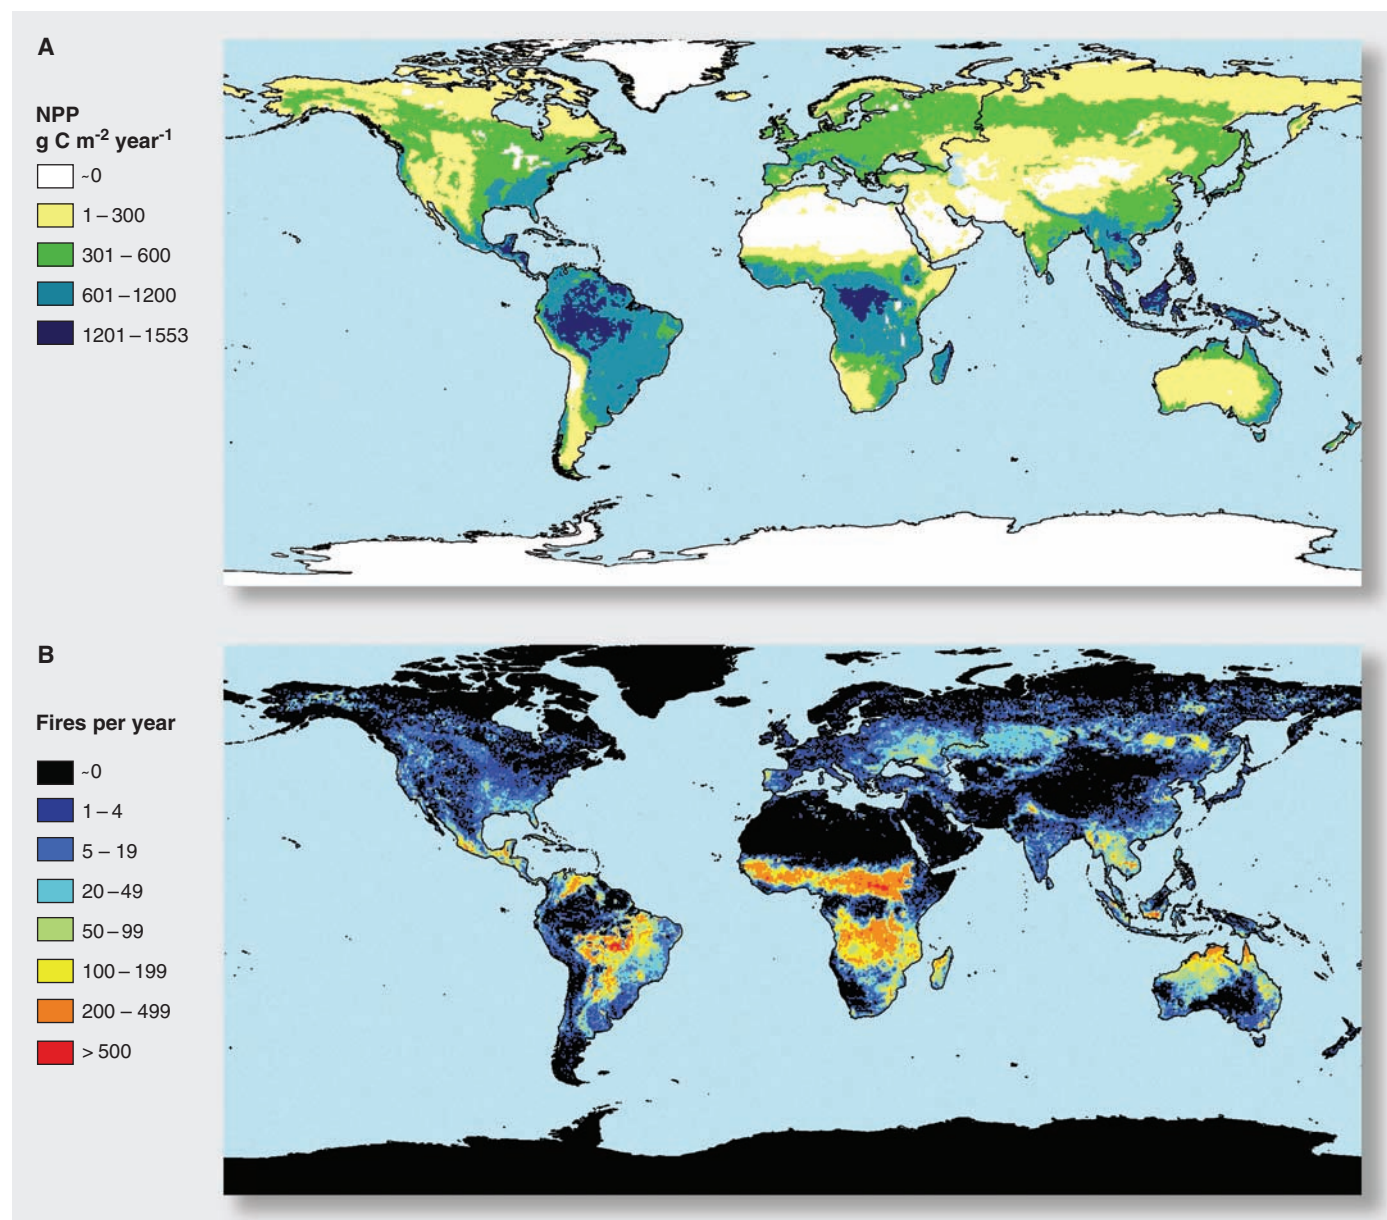 A
NPP
g C m-2 year-1
~0
1–300
301 – 600
601–1200
1201–1553
B
Fires per year
~0
1 – 4
5 – 19
20 –49
50 – 99
100 – 199
200 – 499
> 500